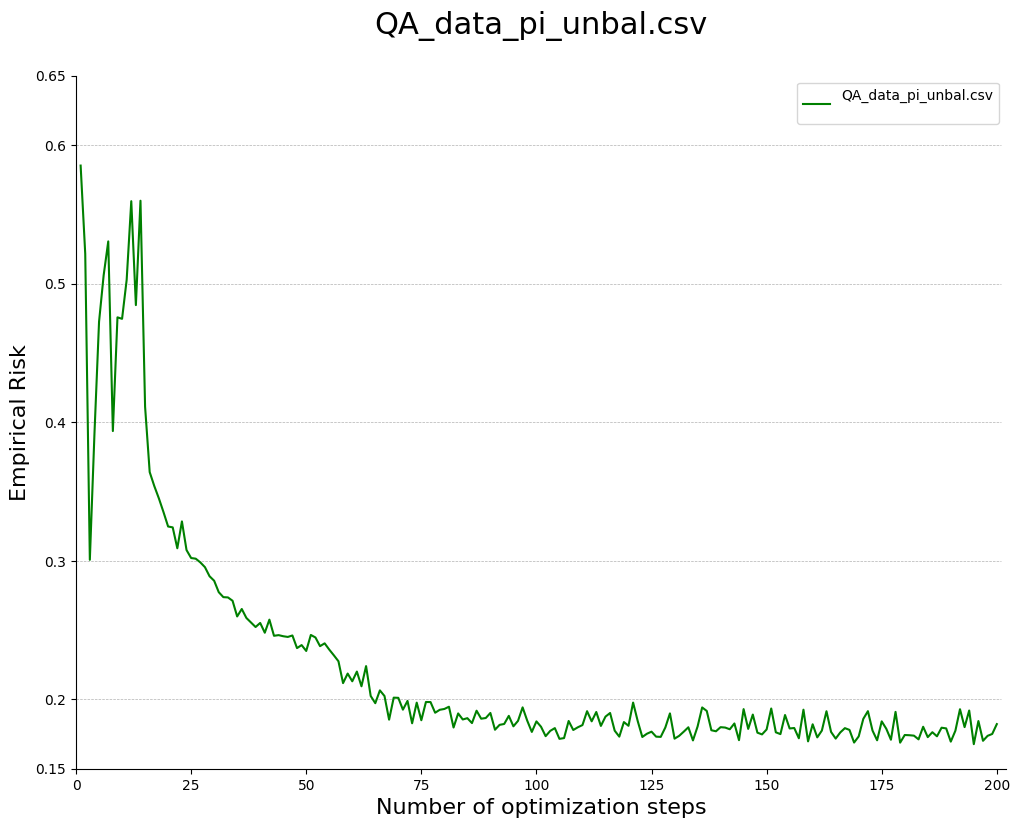 QA_data_pi_unbal.csv
QA_data_pi_unbal.csv
Empirical Risk
0.65
0.6
0.5
0.4
0.3
0.2
0.15
0 25 50 75 100 125 150 175 200
Number of optimization steps